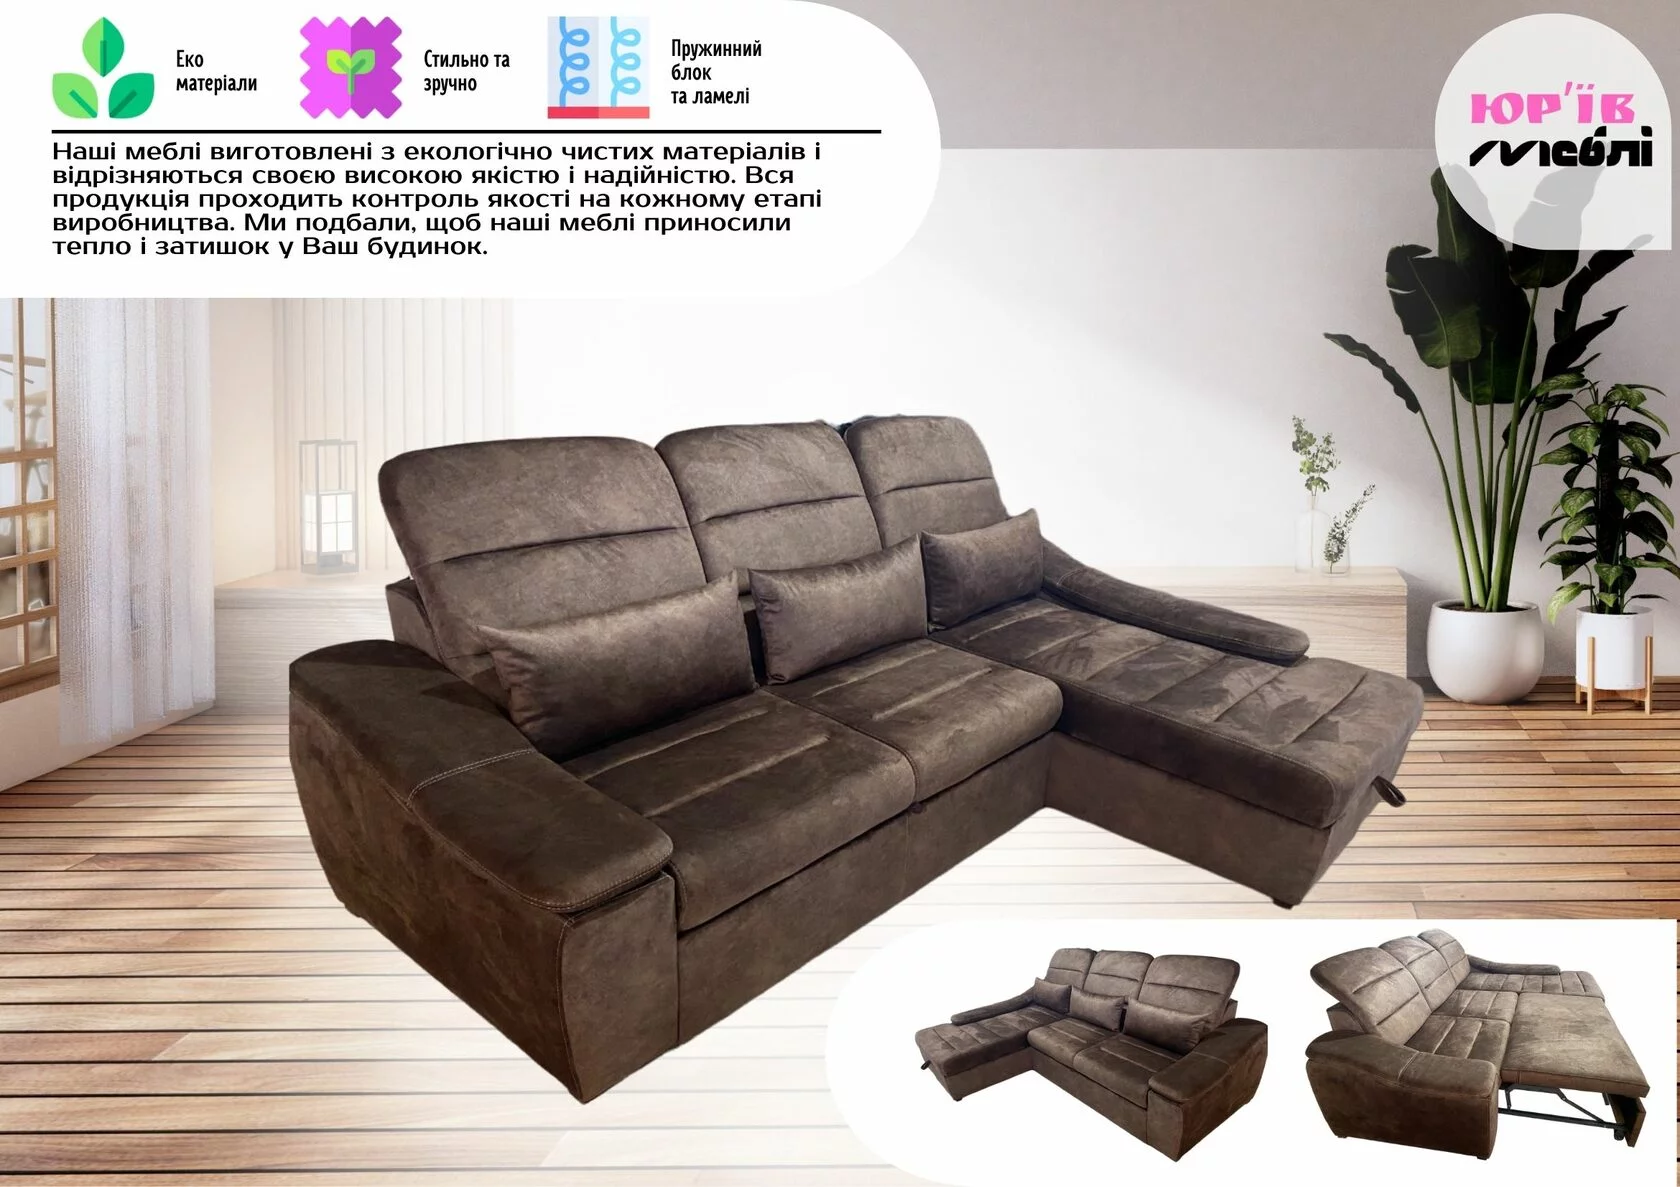 Еко
матеріали
Стильно та
зручно
Пружинний
блок
та ламелі
ЮР'ЇВ
меблі
Наші меблі виготовлені з екологічно чистих матеріалів і
відрізняються своєю високою якістю і надійністю. Вся
продукція проходить контроль якості на кожному етапі
виробництва. Ми подбали, щоб наші меблі приносили
тепло і затишок у Ваш будинок.